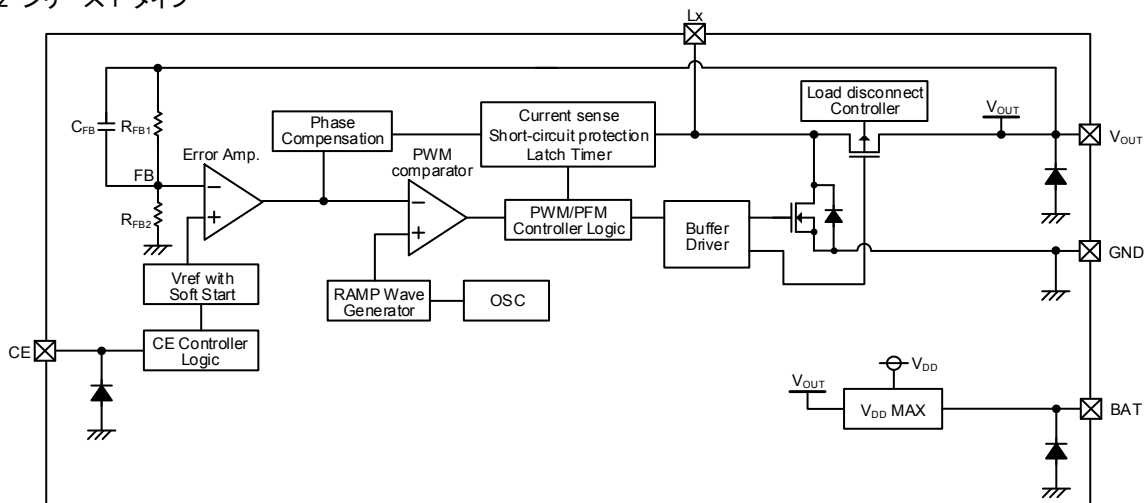 Lx
Load disconnect
Controller
VOUT
VOUT
CFB
RFB1
Phase
Compensation
Current sense
Short-circuit protection
Latch Timer
Error Amp.
PWM
comparator
FB
RFB2
PWM/PFM
Controller Logic
Buffer
Driver
GND
Vref with
Soft Start
RAMP Wave
Generator
OSC
CE
CE Controller
Logic
VDD
VOUT
VDD MAX
BAT